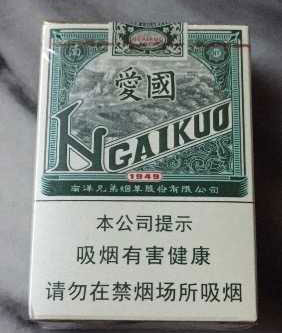 愛國
NGAIKUO
1949
南洋兄弟烟草股份有限公司
本公司提示
吸烟有害健康
请勿在禁烟场所吸烟